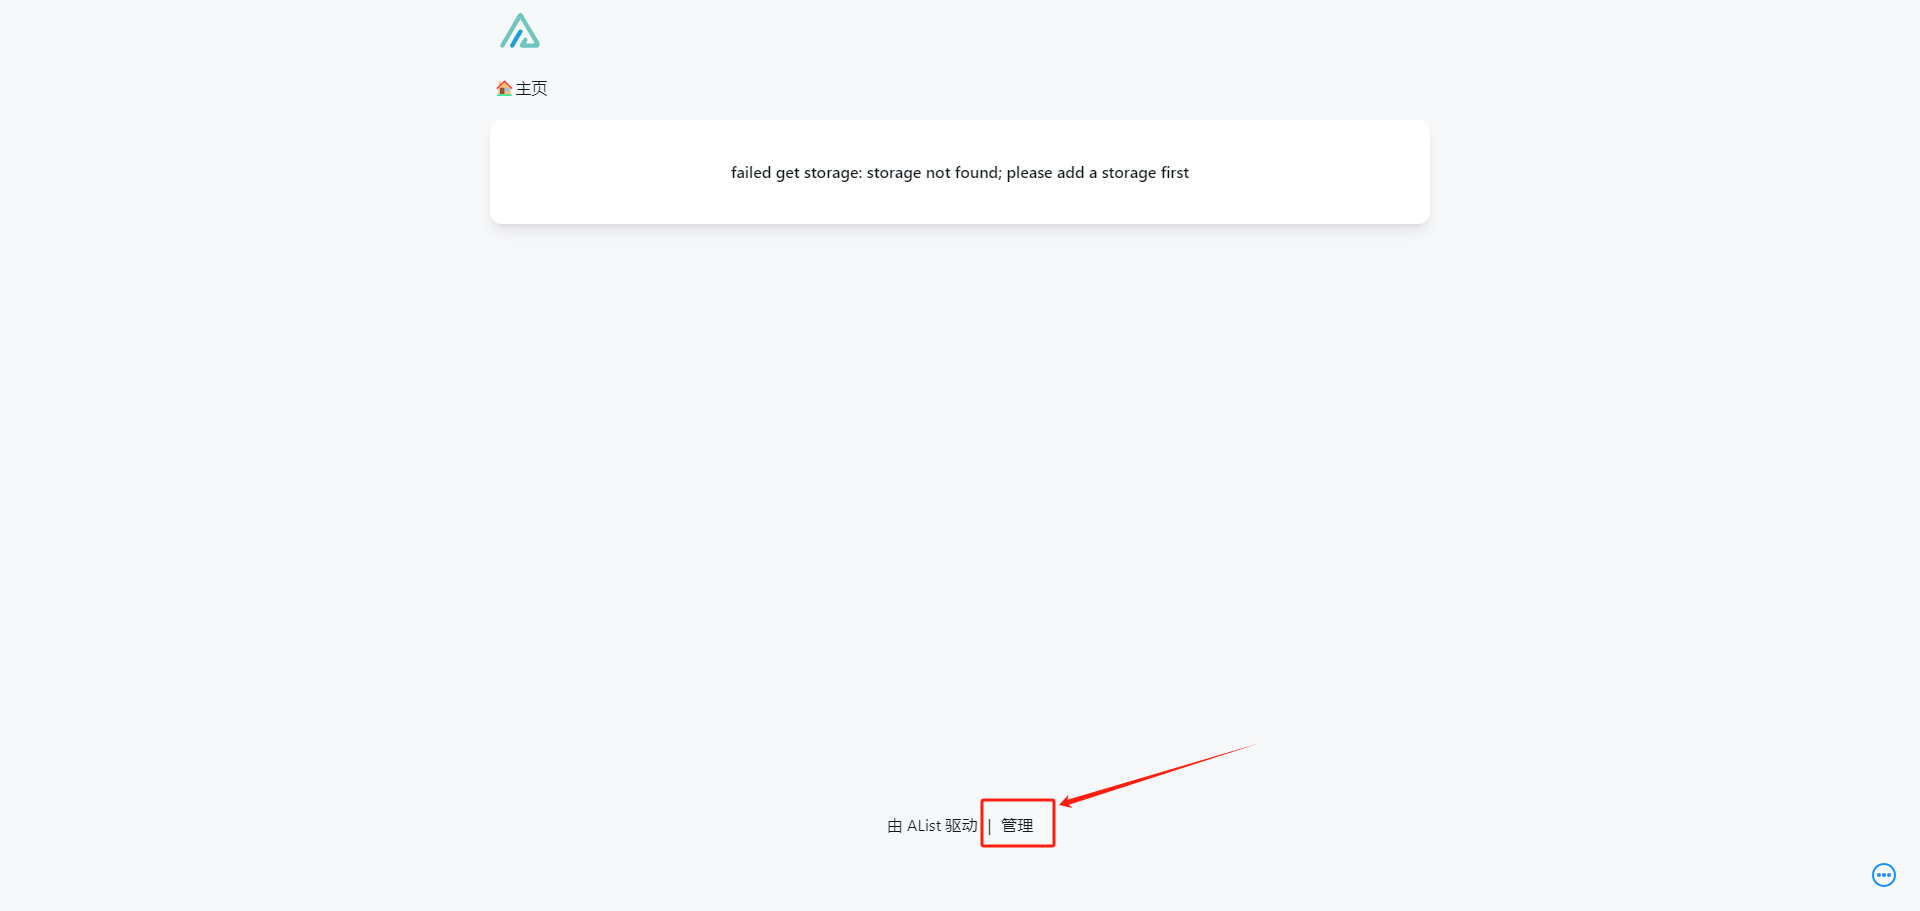 主页
failed get storage: storage not found; please add a storage first
由 AList 驱动 | 管理